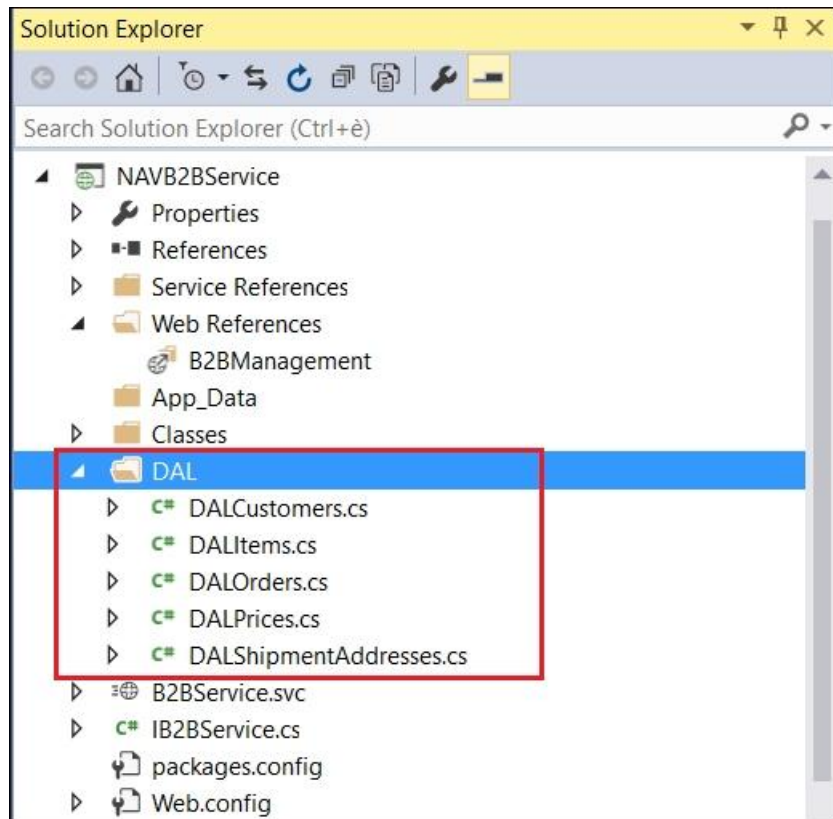 Solution Explorer
Search Solution Explorer (Ctrl+è)
NAVB2BService
Properties
References
Service References
Web References
B2BManagement
App_Data
Classes
DAL
C# DALCustomers.cs
C# DALItems.cs
C# DALOrders.cs
C# DALPrices.cs
C# DALShipmentAddresses.cs
B2BService.svc
C# IB2BService.cs
packages.config
Web.config